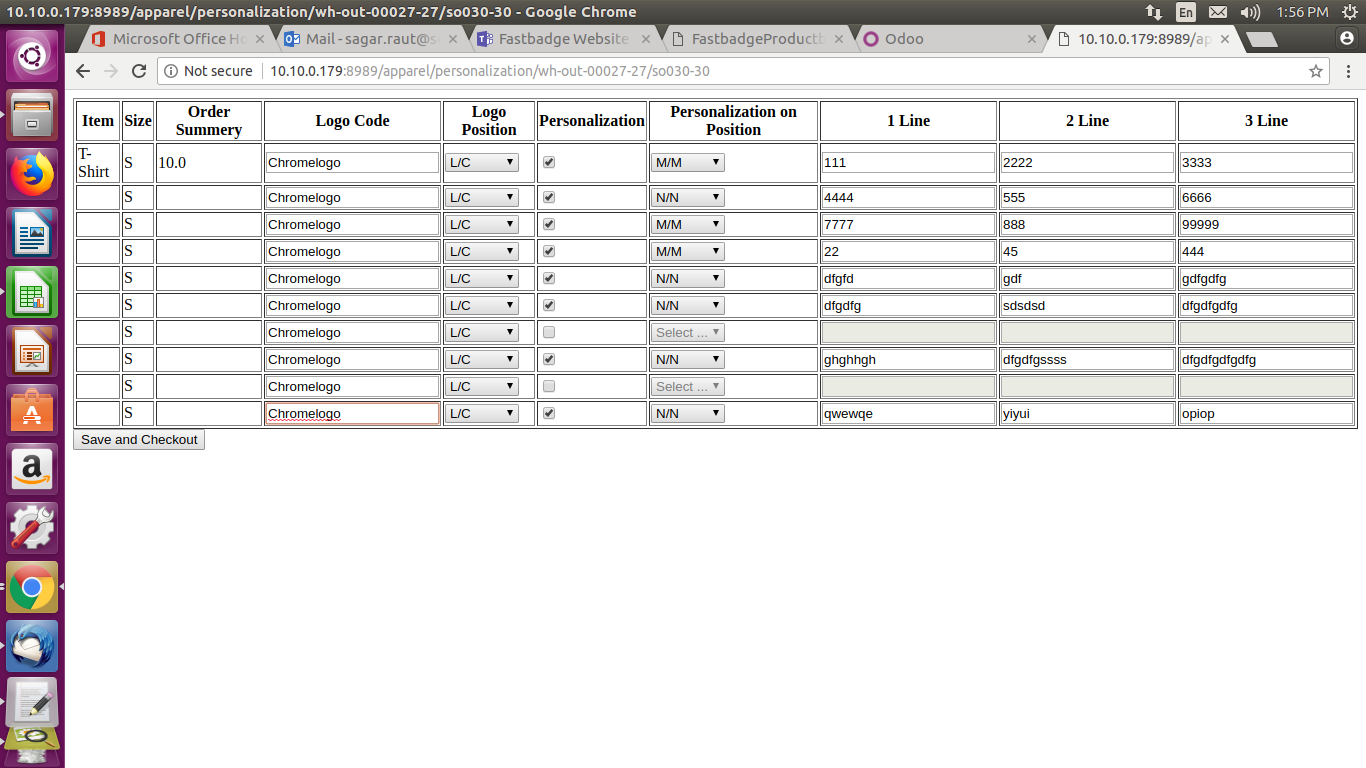 10.10.0.179:8989/apparel/personalization/wh-out-00027-27/so030-30 - Google Chrome
En
1:56 PM
Microsoft Office Ho
Mail - sagar.raut@s
Fastbadge Website
FastbadgeProductb
Odoo
10.10.0.179:8989/ap
Not secure
10.10.0.179:8989/apparel/personalization/wh-out-00027-27/so030-30
Item Size Order Summery Logo Code Logo Position Personalization Personalization on Position 1 Line 2 Line 3 Line
T-Shirt S 10.0 Chromelogo L/C M/M 111 2222 3333
S Chromelogo L/C N/N 4444 555 6666
S Chromelogo L/C M/M 7777 888 99999
S Chromelogo L/C M/M 22 45 444
S Chromelogo L/C N/N dfgfd gdf gdfgdfg
S Chromelogo L/C N/N dfgdfg sdsdsd dfgdfgdfg
S Chromelogo L/C Select ...
S Chromelogo L/C N/N ghghhgh dfgdfgssss dfgdfgdfgdfg
S Chromelogo L/C Select ...
S Chromelogo L/C N/N qwewqe yiyui opiop
Save and Checkout